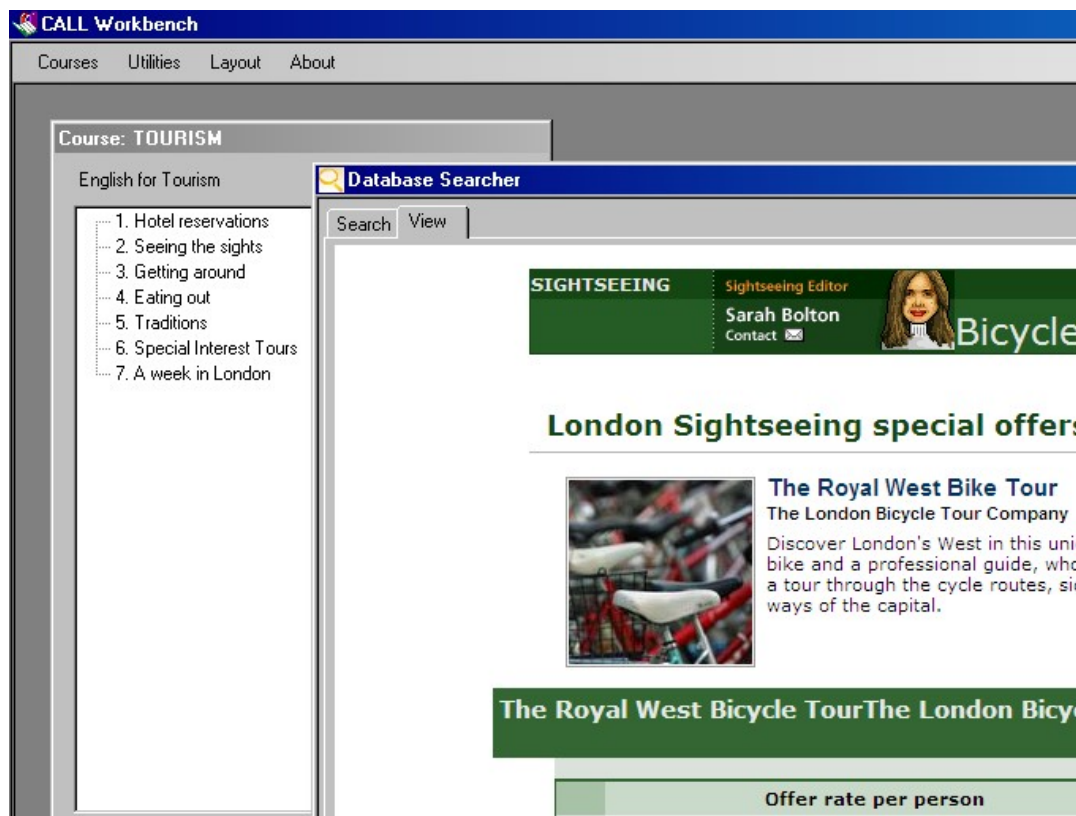 CALL Workbench
Courses Utilities Layout About
Course: TOURISM
English for Tourism
1. Hotel reservations
2. Seeing the sights
3. Getting around
4. Eating out
5. Traditions
6. Special Interest Tours
7. A week in London
Database Searcher
Search View
SIGHTSEEING
Sightseeing Editor
Sarah Bolton
Contact
Bicycle
London Sightseeing special offers
The Royal West Bike Tour
The London Bicycle Tour Company
Discover London's West in this uni
bike and a professional guide, who
a tour through the cycle routes, si
ways of the capital.
The Royal West Bicycle TourThe London Bicy
Offer rate per person